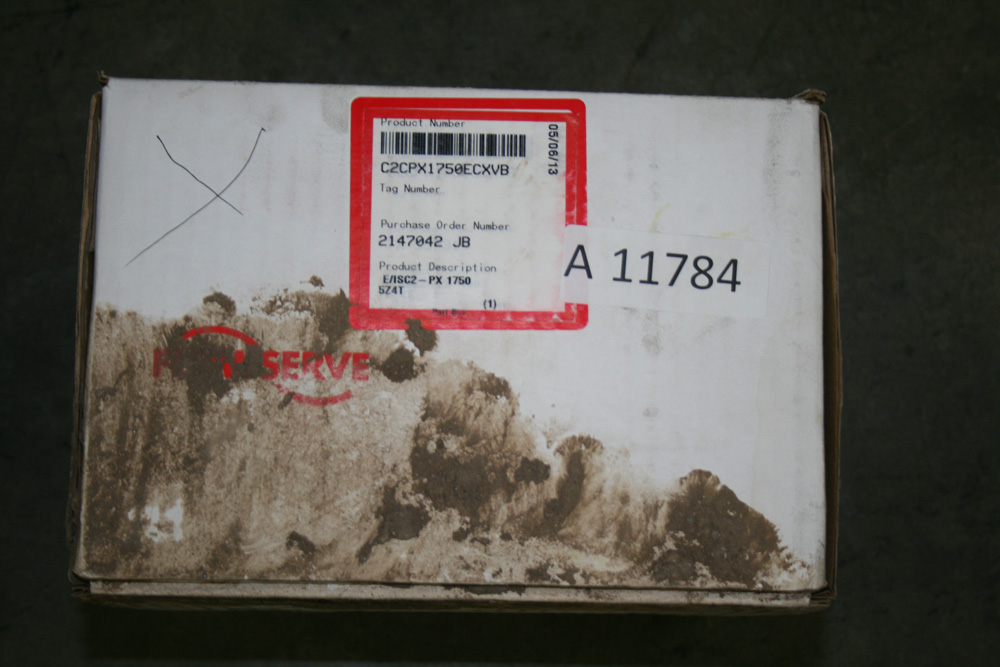 Product Number
05/06/13
C2CPX1750ECXVB
Tag Number
Purchase Order Number
2147042 JB
Product Description
E/ISC2-PX 1750
5Z4T
(1)
A 11784
SERVE